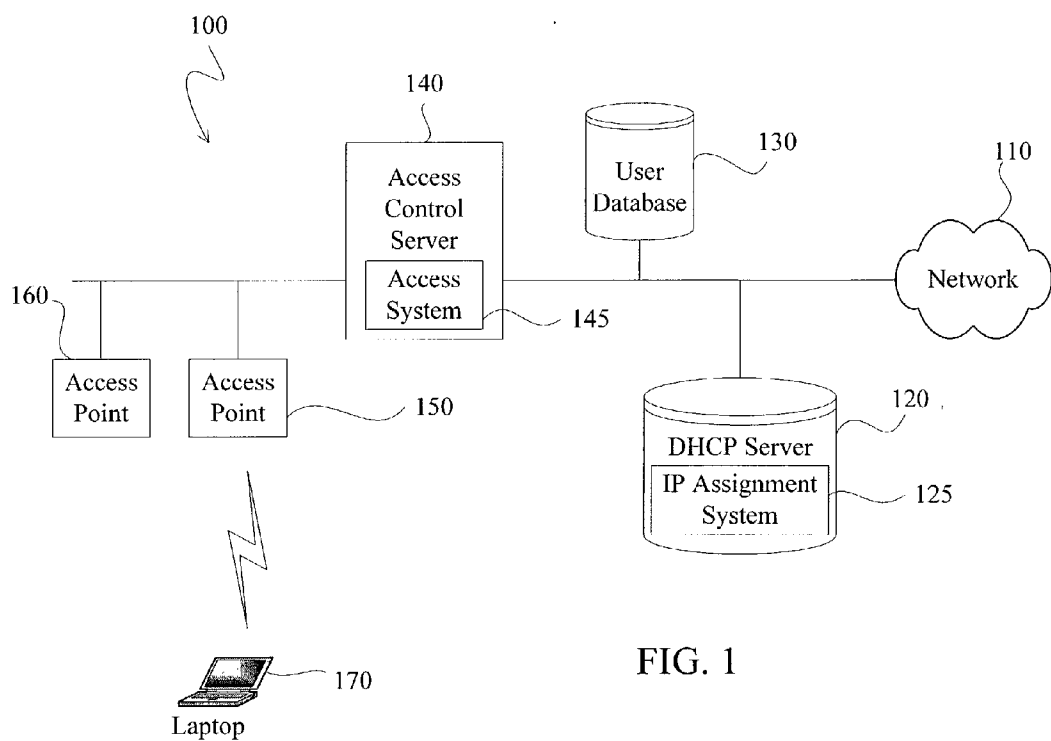 100
140
Access
Control
Server
Access
System
145
User
Database
130
110
Network
160
Access
Point
Access
Point
150
120
DHCP Server
IP Assignment
System
125
170
Laptop
FIG. 1